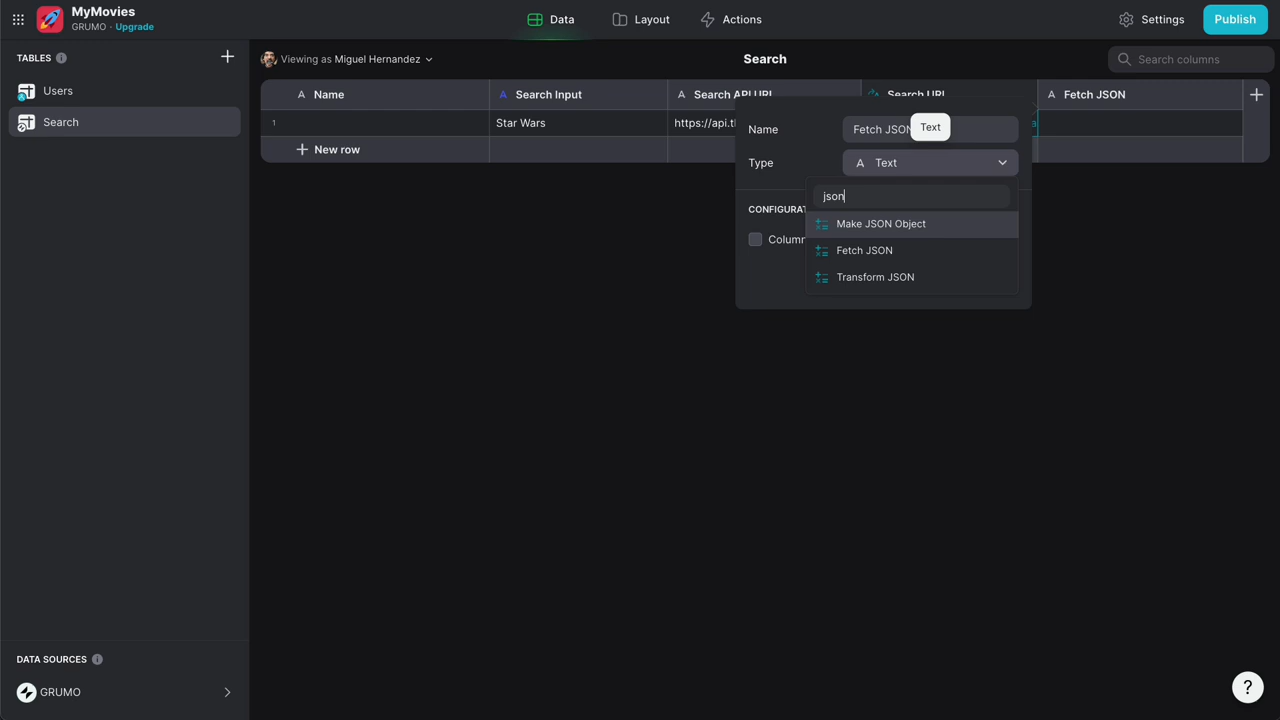 MyMovies
GRUMO · Upgrade
Data
Layout
Actions
Settings
Publish
TABLES
Users
Search
Viewing as Miguel Hernandez
Search
Search columns
Name
Search Input
Search API URL
Search URL
Fetch JSON
1
Star Wars
https://api.t
New row
Name
Fetch JSON
Text
Type
Text
json
CONFIGURAT
Column
Make JSON Object
Fetch JSON
Transform JSON
DATA SOURCES
GRUMO
?